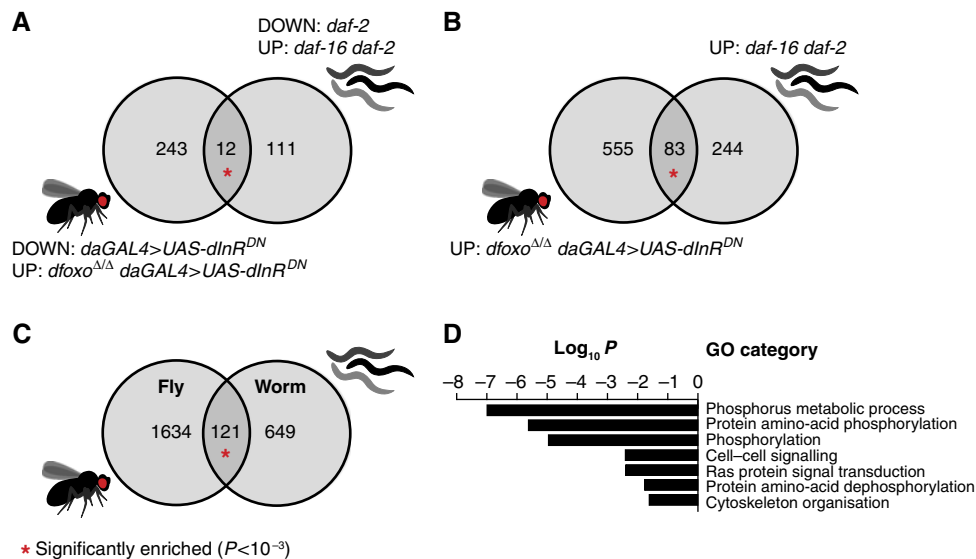 A
DOWN: daf-2
UP: daf-16 daf-2
243 12 111
*
DOWN: daGAL4>UAS-dInR^DN
UP: dfoxo^Δ/Δ daGAL4>UAS-dInR^DN
B
UP: daf-16 daf-2
555 83 244
*
UP: dfoxo^Δ/Δ daGAL4>UAS-dInR^DN
C
Fly Worm
1634 121 649
*
* Significantly enriched (P<10⁻³)
D
Log₁₀ P GO category
–8 –7 –6 –5 –4 –3 –2 –1 0
Phosphorus metabolic process
Protein amino-acid phosphorylation
Phosphorylation
Cell–cell signalling
Ras protein signal transduction
Protein amino-acid dephosphorylation
Cytoskeleton organisation